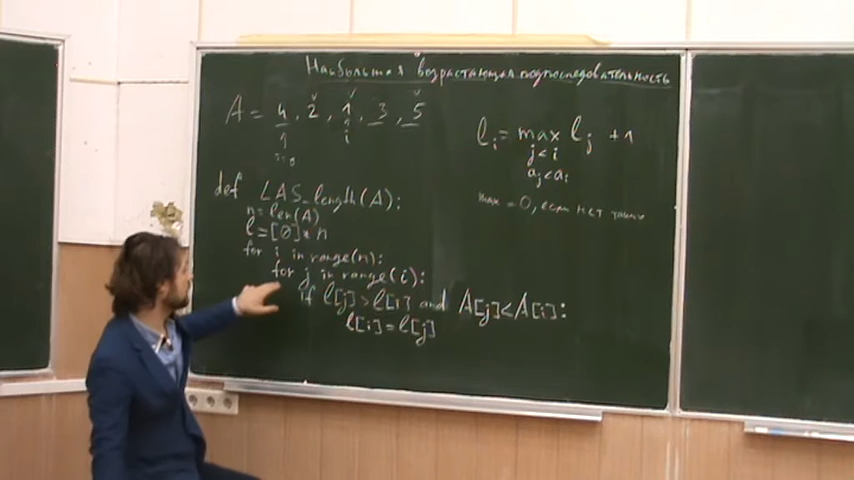 Наибольшая возрастающая подпоследовательность
A = 4, 2, 1, 3, 5
i
i=0
l_i = max l_j + 1
j<i
a_j<a_i
max = 0, если нет таких
def LAS_length(A):
n=len(A)
l=[0]*n
for i in range(n):
for j in range(i):
if l[j]>l[i] and A[j]<A[i]:
l[i]=l[j]